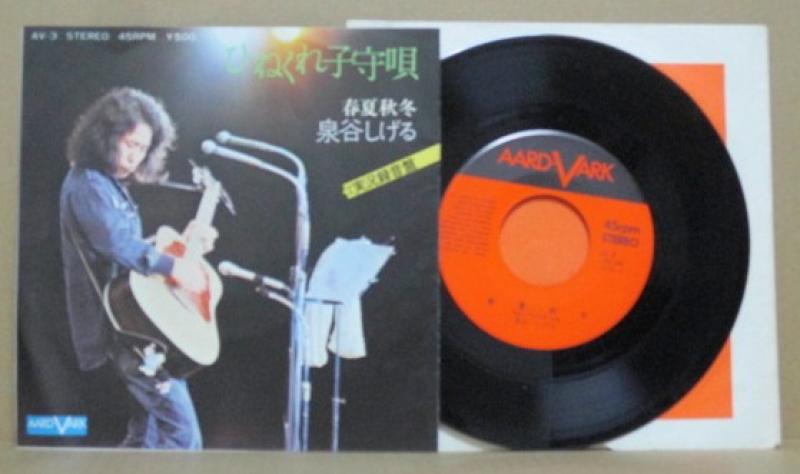 AV-3 STEREO 45RPM ¥500
ひねくれ子守唄
春夏秋冬
泉谷しげる
実況録音盤
AARDVARK
AARDVARK
45rpm
STEREO